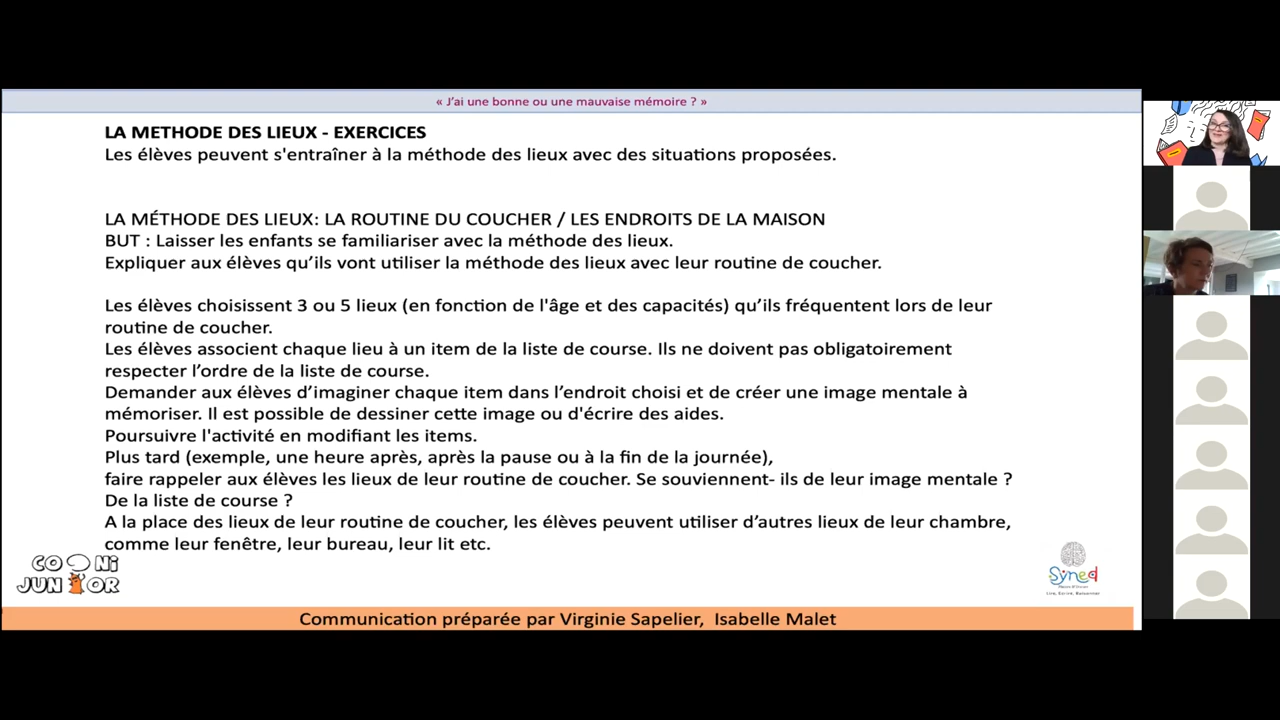 « J'ai une bonne ou une mauvaise mémoire ? »
LA METHODE DES LIEUX - EXERCICES
Les élèves peuvent s'entraîner à la méthode des lieux avec des situations proposées.
LA MÉTHODE DES LIEUX: LA ROUTINE DU COUCHER / LES ENDROITS DE LA MAISON
BUT : Laisser les enfants se familiariser avec la méthode des lieux.
Expliquer aux élèves qu'ils vont utiliser la méthode des lieux avec leur routine de coucher.
Les élèves choisissent 3 ou 5 lieux (en fonction de l'âge et des capacités) qu'ils fréquentent lors de leur
routine de coucher.
Les élèves associent chaque lieu à un item de la liste de course. Ils ne doivent pas obligatoirement
respecter l'ordre de la liste de course.
Demander aux élèves d'imaginer chaque item dans l'endroit choisi et de créer une image mentale à
mémoriser. Il est possible de dessiner cette image ou d'écrire des aides.
Poursuivre l'activité en modifiant les items.
Plus tard (exemple, une heure après, après la pause ou à la fin de la journée),
faire rappeler aux élèves les lieux de leur routine de coucher. Se souviennent- ils de leur image mentale ?
De la liste de course ?
A la place des lieux de leur routine de coucher, les élèves peuvent utiliser d'autres lieux de leur chambre,
comme leur fenêtre, leur bureau, leur lit etc.
CO NI
JUNIOR
Syned
Communication préparée par Virginie Sapelier, Isabelle Malet